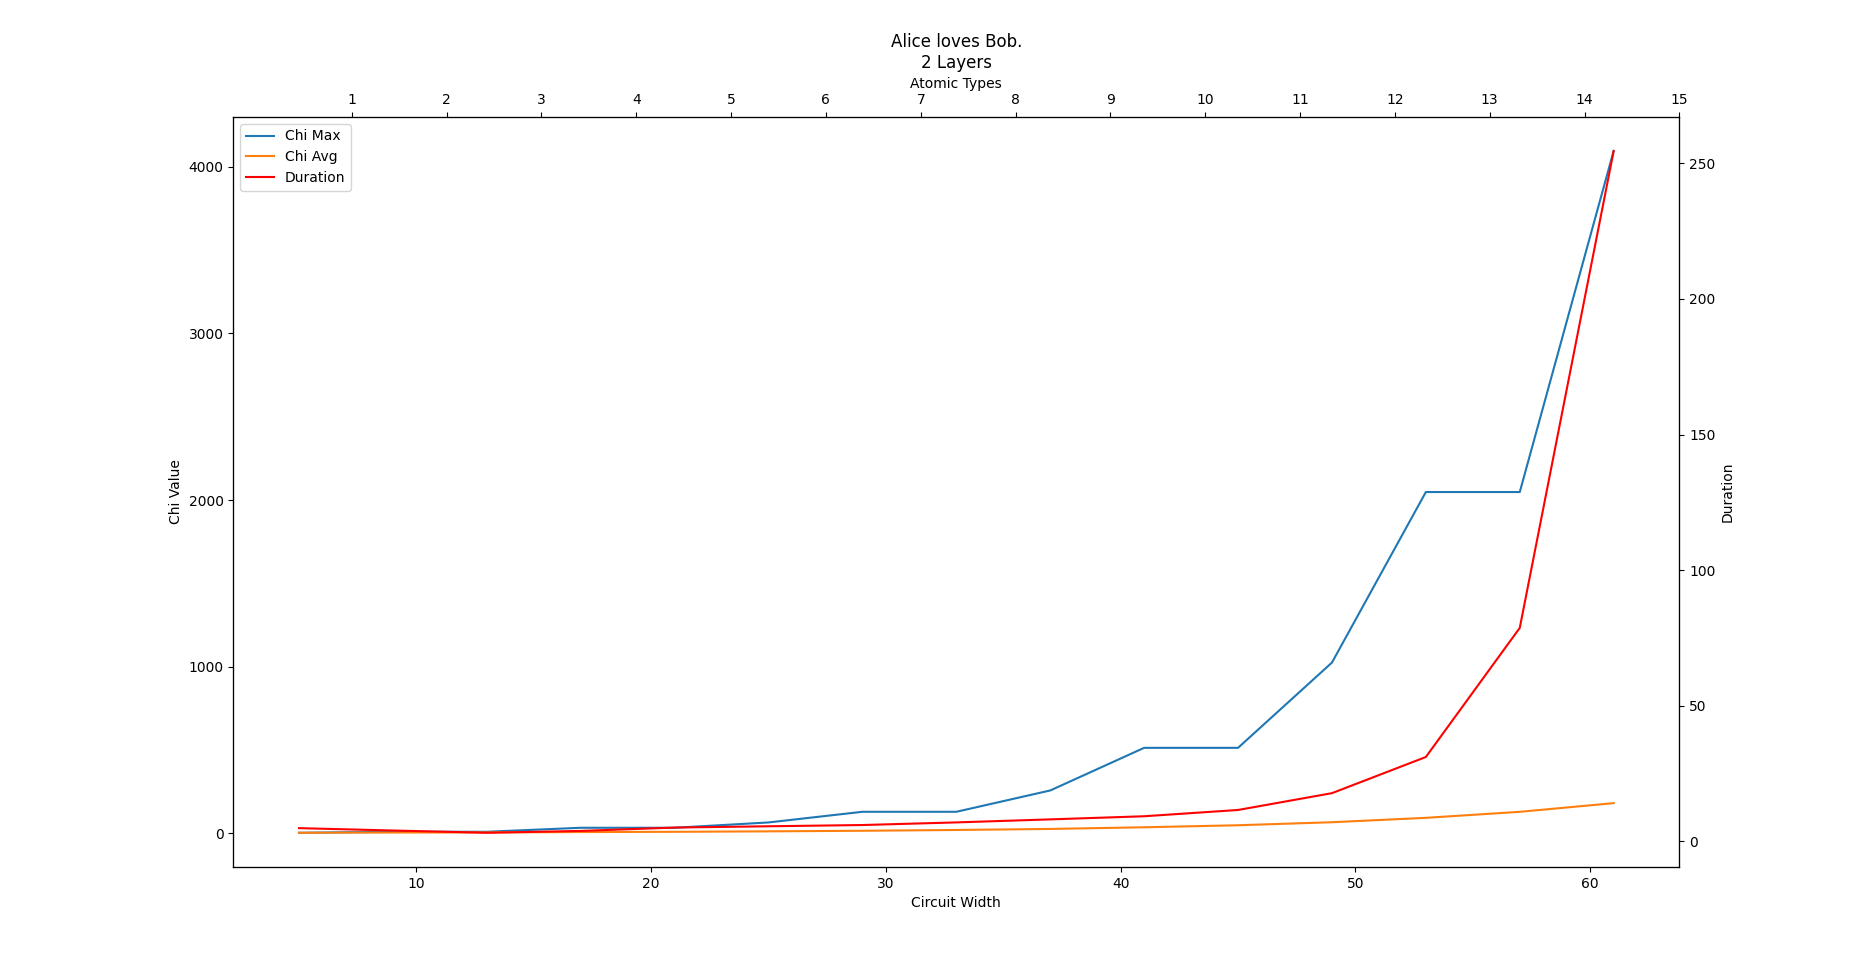 Alice loves Bob.
2 Layers
Atomic Types
1 2 3 4 5 6 7 8 9 10 11 12 13 14 15
Chi Max
Chi Avg
Duration
4000
3000
2000
1000
0
Chi Value
250
200
150
100
50
0
Duration
10 20 30 40 50 60
Circuit Width